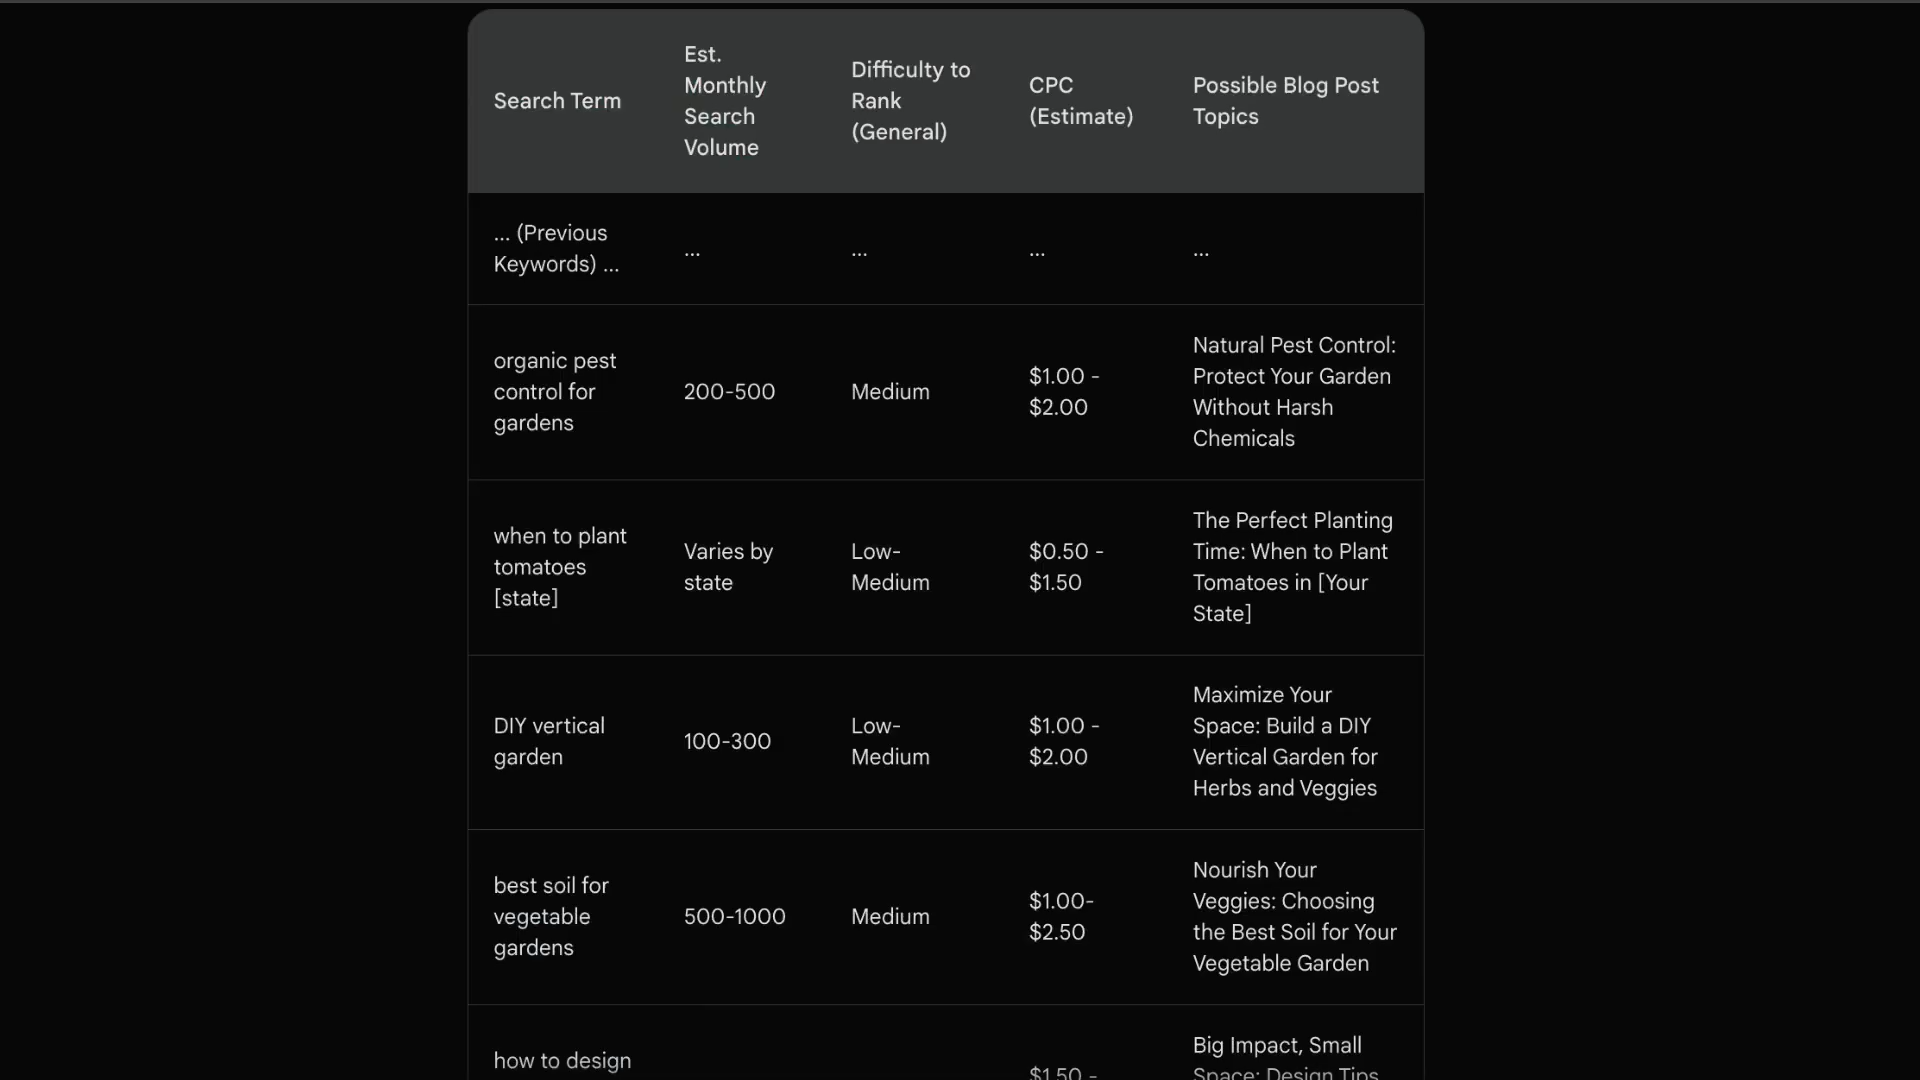 Search Term
Est.
Monthly
Search
Volume
Difficulty to
Rank
(General)
CPC
(Estimate)
Possible Blog Post
Topics
... (Previous
Keywords) ...
...
...
...
...
organic pest
control for
gardens
200-500
Medium
$1.00 -
$2.00
Natural Pest Control:
Protect Your Garden
Without Harsh
Chemicals
when to plant
tomatoes
[state]
Varies by
state
Low-
Medium
$0.50 -
$1.50
The Perfect Planting
Time: When to Plant
Tomatoes in [Your
State]
DIY vertical
garden
100-300
Low-
Medium
$1.00 -
$2.00
Maximize Your
Space: Build a DIY
Vertical Garden for
Herbs and Veggies
best soil for
vegetable
gardens
500-1000
Medium
$1.00-
$2.50
Nourish Your
Veggies: Choosing
the Best Soil for Your
Vegetable Garden
how to design
$1.50 -
Big Impact, Small
Space: Design Tips